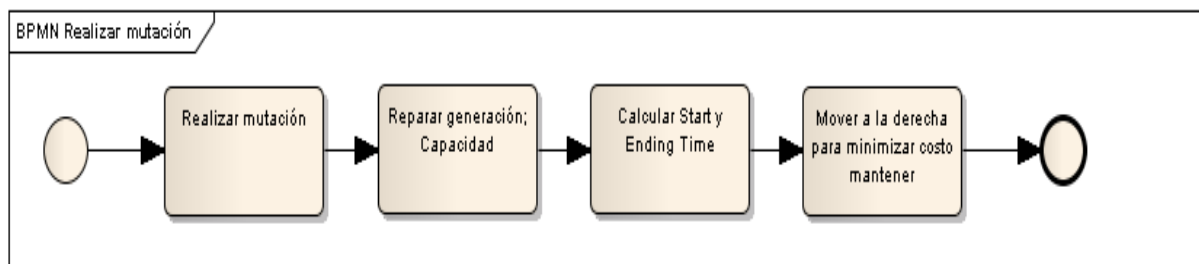 BPMN Realizar mutación
Realizar mutación
Reparar generación;
Capacidad
Calcular Start y
Ending Time
Mover a la derecha
para minimizar costo
mantener